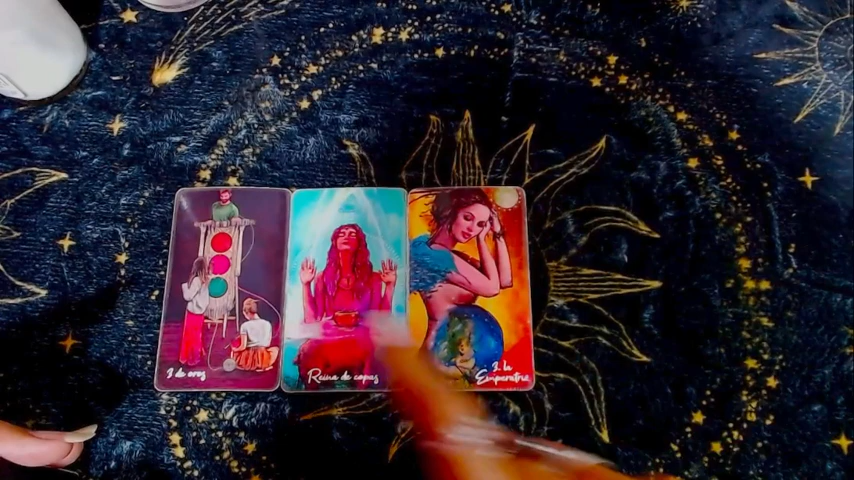 3 de oros
Reina de copas
3. la
Emperatriz